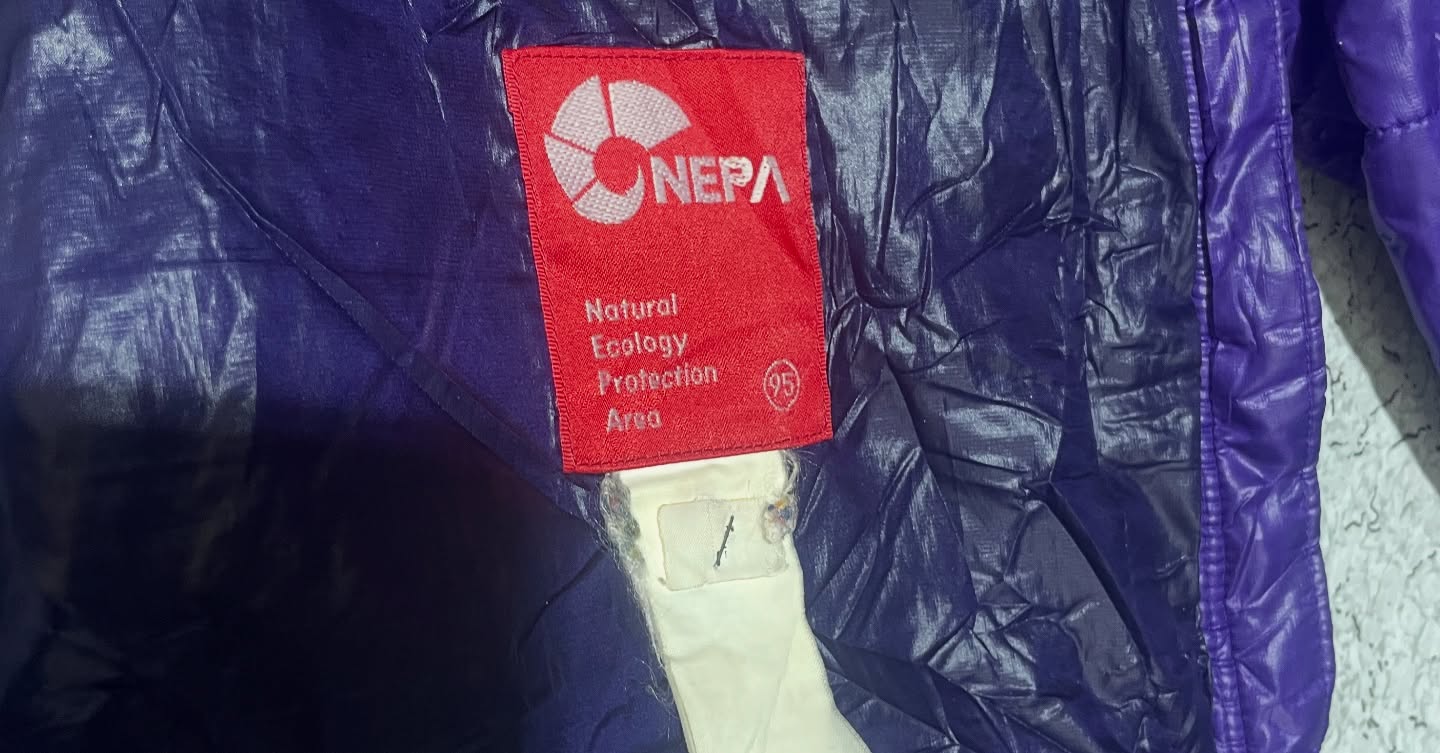 NEPA
Natural
Ecology
Protection
Area
95